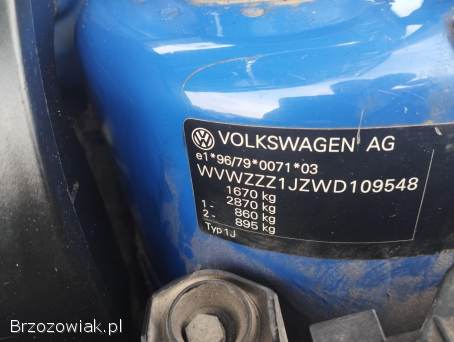 VOLKSWAGEN AG
e1*96/79*0071*03
WVWZZZ1JZWD109548
1670 kg
2870 kg
1- 860 kg
2- 895 kg
Typ 1J
Brzozowiak.pl